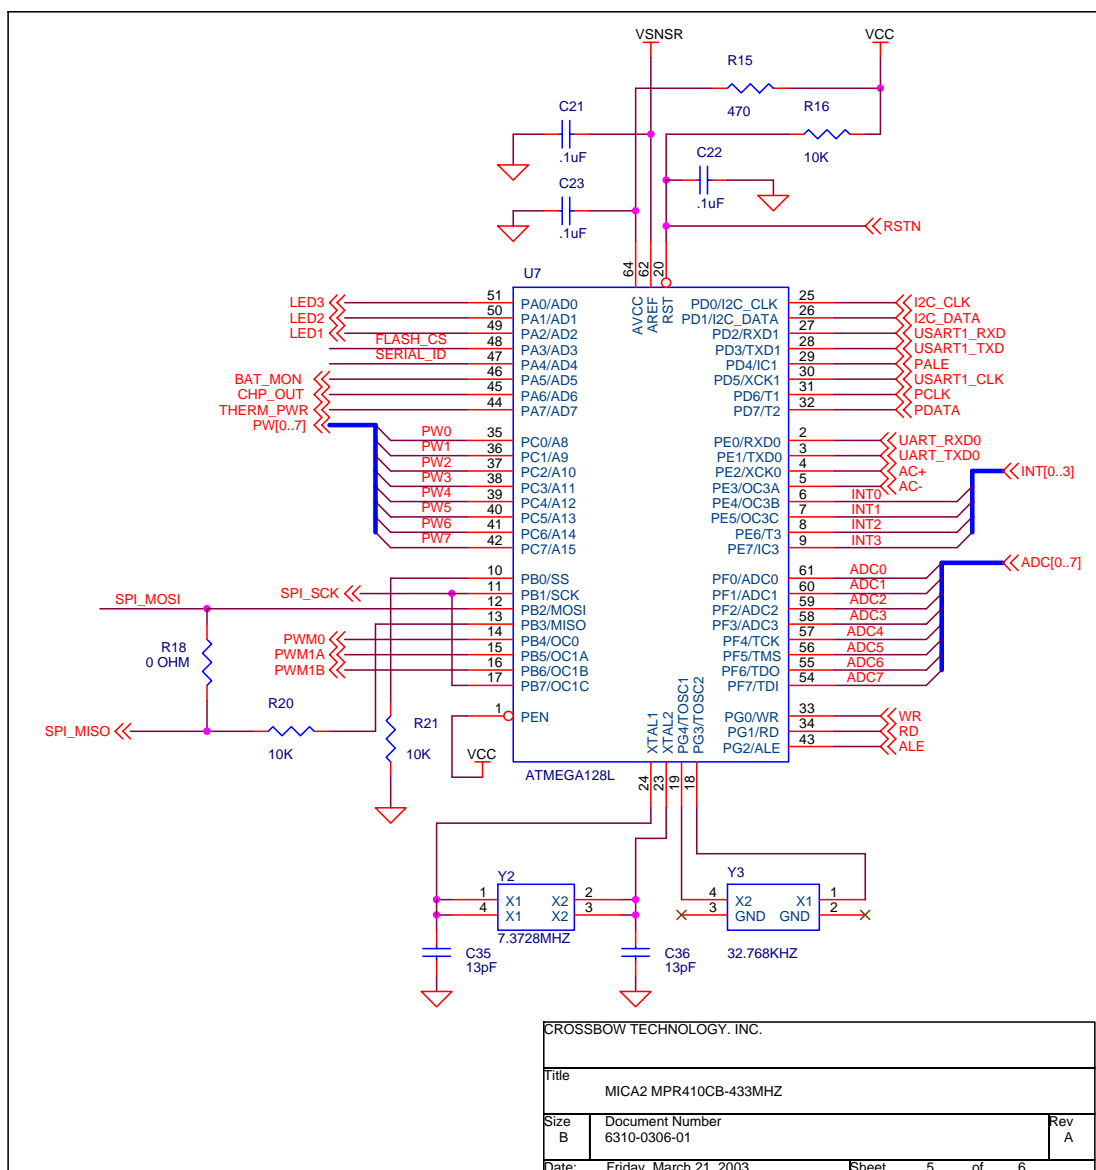 VSNSR
VCC
R15
470
R16
10K
C21
.1uF
C22
.1uF
C23
.1uF
RSTN
U7
64
62
20
AVCC
AREF
RST
LED3 51 PA0/AD0
LED2 50 PA1/AD1
LED1 49 PA2/AD2
FLASH_CS 48 PA3/AD3
SERIAL_ID 47 PA4/AD4
BAT_MON 46 PA5/AD5
CHP_OUT 45 PA6/AD6
THERM_PWR 44 PA7/AD7
PW[0..7]
PW0 35 PC0/A8
PW1 36 PC1/A9
PW2 37 PC2/A10
PW3 38 PC3/A11
PW4 39 PC4/A12
PW5 40 PC5/A13
PW6 41 PC6/A14
PW7 42 PC7/A15
10 PB0/SS
SPI_SCK 11 PB1/SCK
SPI_MOSI 12 PB2/MOSI
13 PB3/MISO
PWM0 14 PB4/OC0
PWM1A 15 PB5/OC1A
PWM1B 16 PB6/OC1B
17 PB7/OC1C
1 PEN
R18
0 OHM
SPI_MISO
R20
10K
R21
10K
VCC
PD0/I2C_CLK 25 I2C_CLK
PD1/I2C_DATA 26 I2C_DATA
PD2/RXD1 27 USART1_RXD
PD3/TXD1 28 USART1_TXD
PD4/IC1 29 PALE
PD5/XCK1 30 USART1_CLK
PD6/T1 31 PCLK
PD7/T2 32 PDATA
PE0/RXD0 2 UART_RXD0
PE1/TXD0 3 UART_TXD0
PE2/XCK0 4 AC+
PE3/OC3A 5 AC-
PE4/OC3B 6 INT0
PE5/OC3C 7 INT1
PE6/T3 8 INT2
PE7/IC3 9 INT3
INT[0..3]
PF0/ADC0 61 ADC0
PF1/ADC1 60 ADC1
PF2/ADC2 59 ADC2
PF3/ADC3 58 ADC3
PF4/TCK 57 ADC4
PF5/TMS 56 ADC5
PF6/TDO 55 ADC6
PF7/TDI 54 ADC7
ADC[0..7]
PG0/WR 33 WR
PG1/RD 34 RD
PG2/ALE 43 ALE
XTAL1
XTAL2
PG4/TOSC1
PG3/TOSC2
ATMEGA128L
24
23
19
18
Y2
1 X1 X2 2
4 X1 X2 3
7.3728MHZ
C35
13pF
C36
13pF
Y3
4 X2 X1 1
3 GND GND 2
32.768KHZ
CROSSBOW TECHNOLOGY. INC.
Title
MICA2 MPR410CB-433MHZ
Size Document Number Rev
B 6310-0306-01 A
Date: Friday, March 21, 2003 Sheet 5 of 6